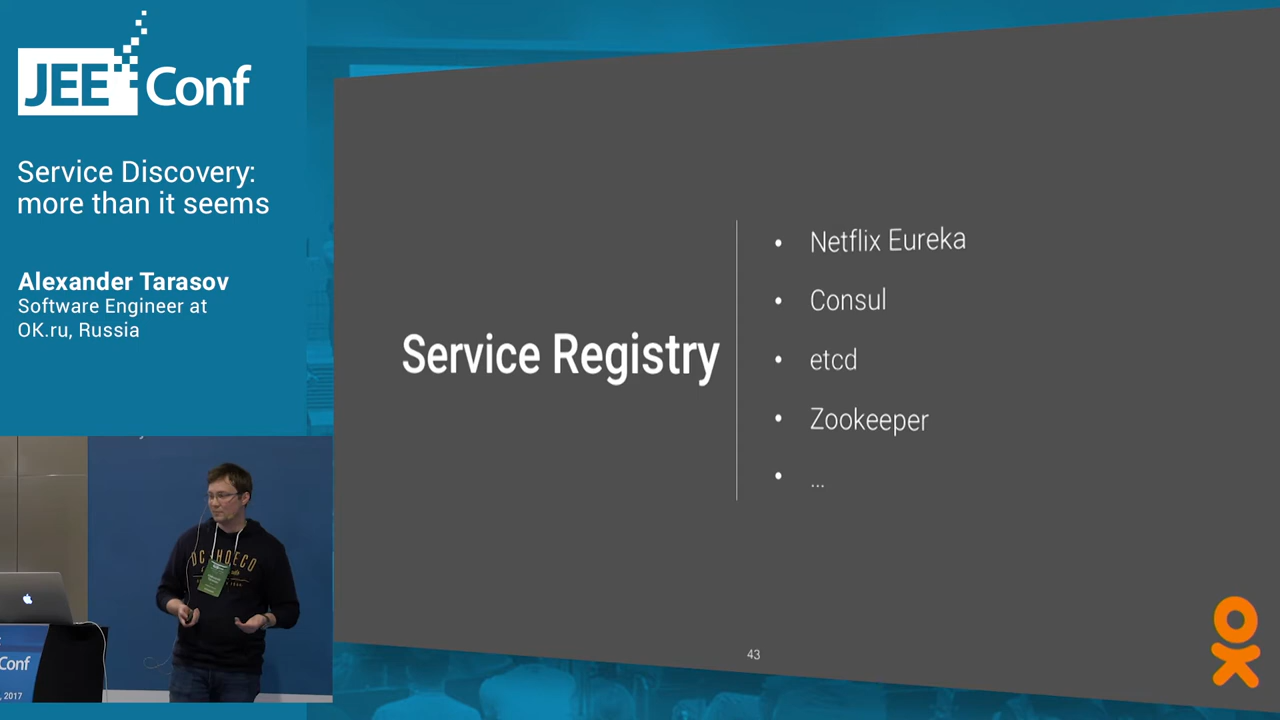 JEE Conf
Service Discovery:
more than it seems
Alexander Tarasov
Software Engineer at
OK.ru, Russia
Service Registry
• Netflix Eureka
• Consul
• etcd
• Zookeeper
• ...
43
Conf
, 2017